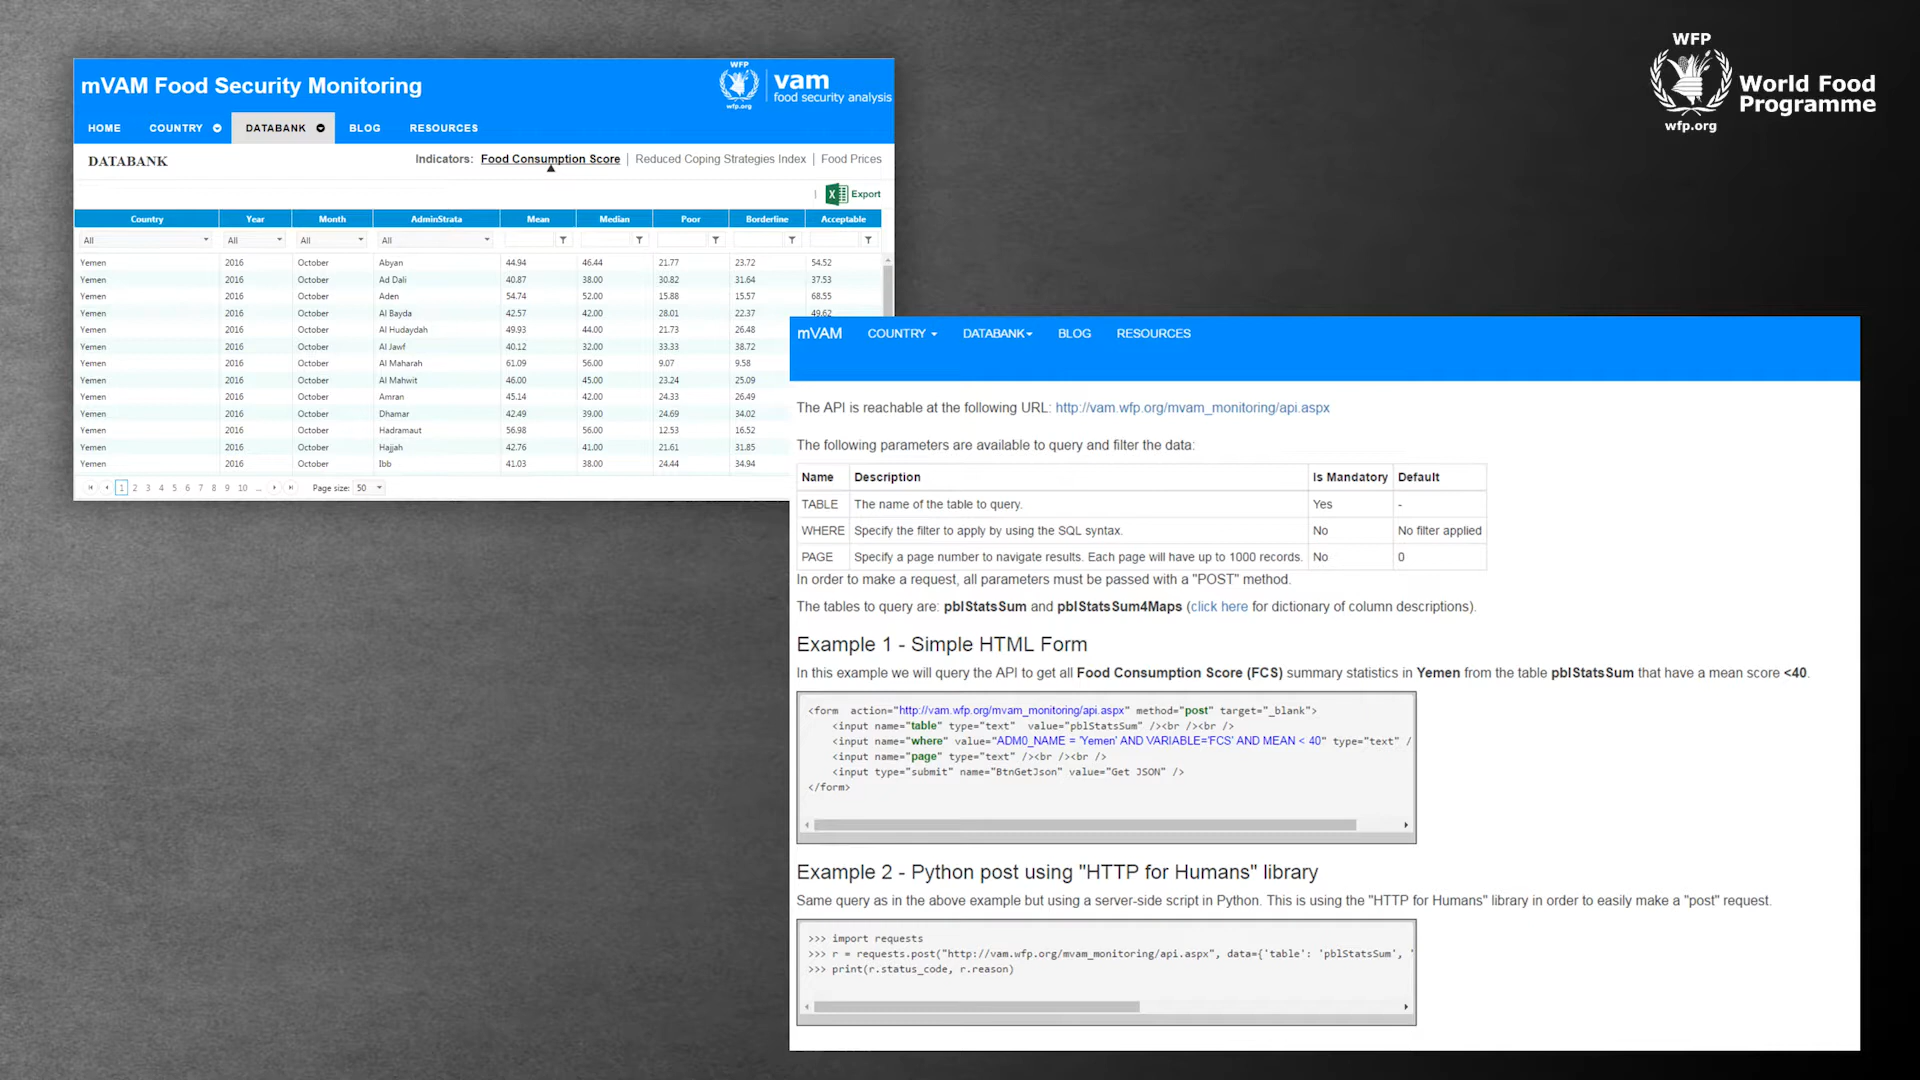 WFP
wfp.org
World Food
Programme
mVAM Food Security Monitoring
WFP
wfp.org
vam
food security analysis
HOME COUNTRY DATABANK BLOG RESOURCES
DATABANK
Indicators: Food Consumption Score | Reduced Coping Strategies Index | Food Prices
| Export
Country Year Month AdminStrata Mean Median Poor Borderline Acceptable
All All All All
Yemen 2016 October Abyan 44.94 46.44 21.77 23.72 54.52
Yemen 2016 October Ad Dali 40.87 38.00 30.82 31.64 37.53
Yemen 2016 October Aden 54.74 52.00 15.88 15.57 68.55
Yemen 2016 October Al Bayda 42.57 42.00 28.01 22.37 49.62
Yemen 2016 October Al Hudaydah 49.93 44.00 21.73 26.48
Yemen 2016 October Al Jawf 40.12 32.00 33.33 38.72
Yemen 2016 October Al Maharah 61.09 56.00 9.07 9.58
Yemen 2016 October Al Mahwit 46.00 45.00 23.24 25.09
Yemen 2016 October Amran 45.14 42.00 24.33 26.49
Yemen 2016 October Dhamar 42.49 39.00 24.69 34.02
Yemen 2016 October Hadramaut 56.98 56.00 12.53 16.52
Yemen 2016 October Hajjah 42.76 41.00 21.61 31.85
Yemen 2016 October Ibb 41.03 38.00 24.44 34.94
1 2 3 4 5 6 7 8 9 10 ... Page size: 50
mVAM COUNTRY DATABANK BLOG RESOURCES
The API is reachable at the following URL: http://vam.wfp.org/mvam_monitoring/api.aspx
The following parameters are available to query and filter the data:
Name Description Is Mandatory Default
TABLE The name of the table to query. Yes -
WHERE Specify the filter to apply by using the SQL syntax. No No filter applied
PAGE Specify a page number to navigate results. Each page will have up to 1000 records. No 0
In order to make a request, all parameters must be passed with a "POST" method.
The tables to query are: pblStatsSum and pblStatsSum4Maps (click here for dictionary of column descriptions).
Example 1 - Simple HTML Form
In this example we will query the API to get all Food Consumption Score (FCS) summary statistics in Yemen from the table pblStatsSum that have a mean score <40.
<form action="http://vam.wfp.org/mvam_monitoring/api.aspx" method="post" target="_blank">
<input name="table" type="text" value="pblStatsSum" /><br /><br />
<input name="where" value="ADM0_NAME = 'Yemen' AND VARIABLE='FCS' AND MEAN < 40" type="text" /
<input name="page" type="text" /><br /><br />
<input type="submit" name="BtnGetJson" value="Get JSON" />
</form>
Example 2 - Python post using "HTTP for Humans" library
Same query as in the above example but using a server-side script in Python. This is using the "HTTP for Humans" library in order to easily make a "post" request.
>>> import requests
>>> r = requests.post("http://vam.wfp.org/mvam_monitoring/api.aspx", data={'table': 'pblStatsSum', '
>>> print(r.status_code, r.reason)